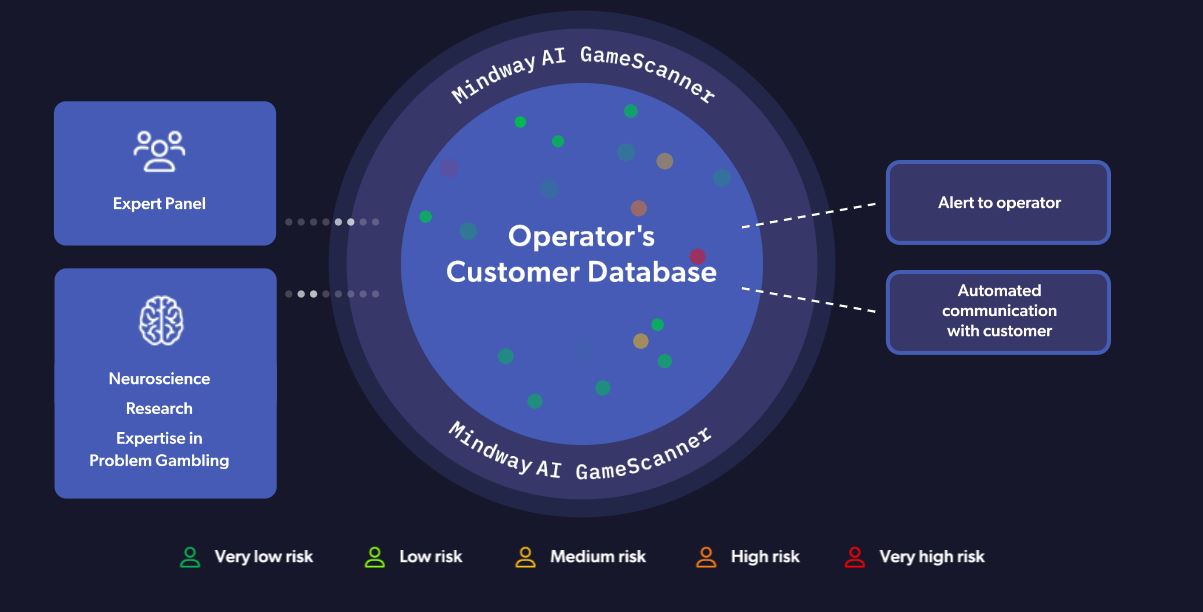 Mindway AI GameScanner
Expert Panel
Neuroscience
Research
Expertise in
Problem Gambling
Operator's
Customer Database
Alert to operator
Automated
communication
with customer
Mindway AI GameScanner
Very low risk
Low risk
Medium risk
High risk
Very high risk